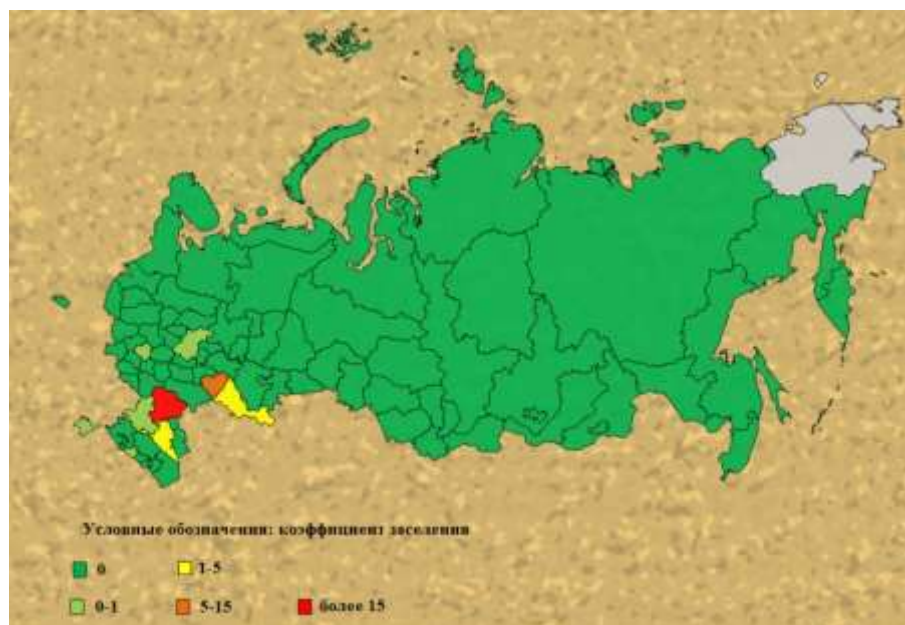 Условные обозначения: коэффициент заселения
0 1-5
0-1 5-15 более 15